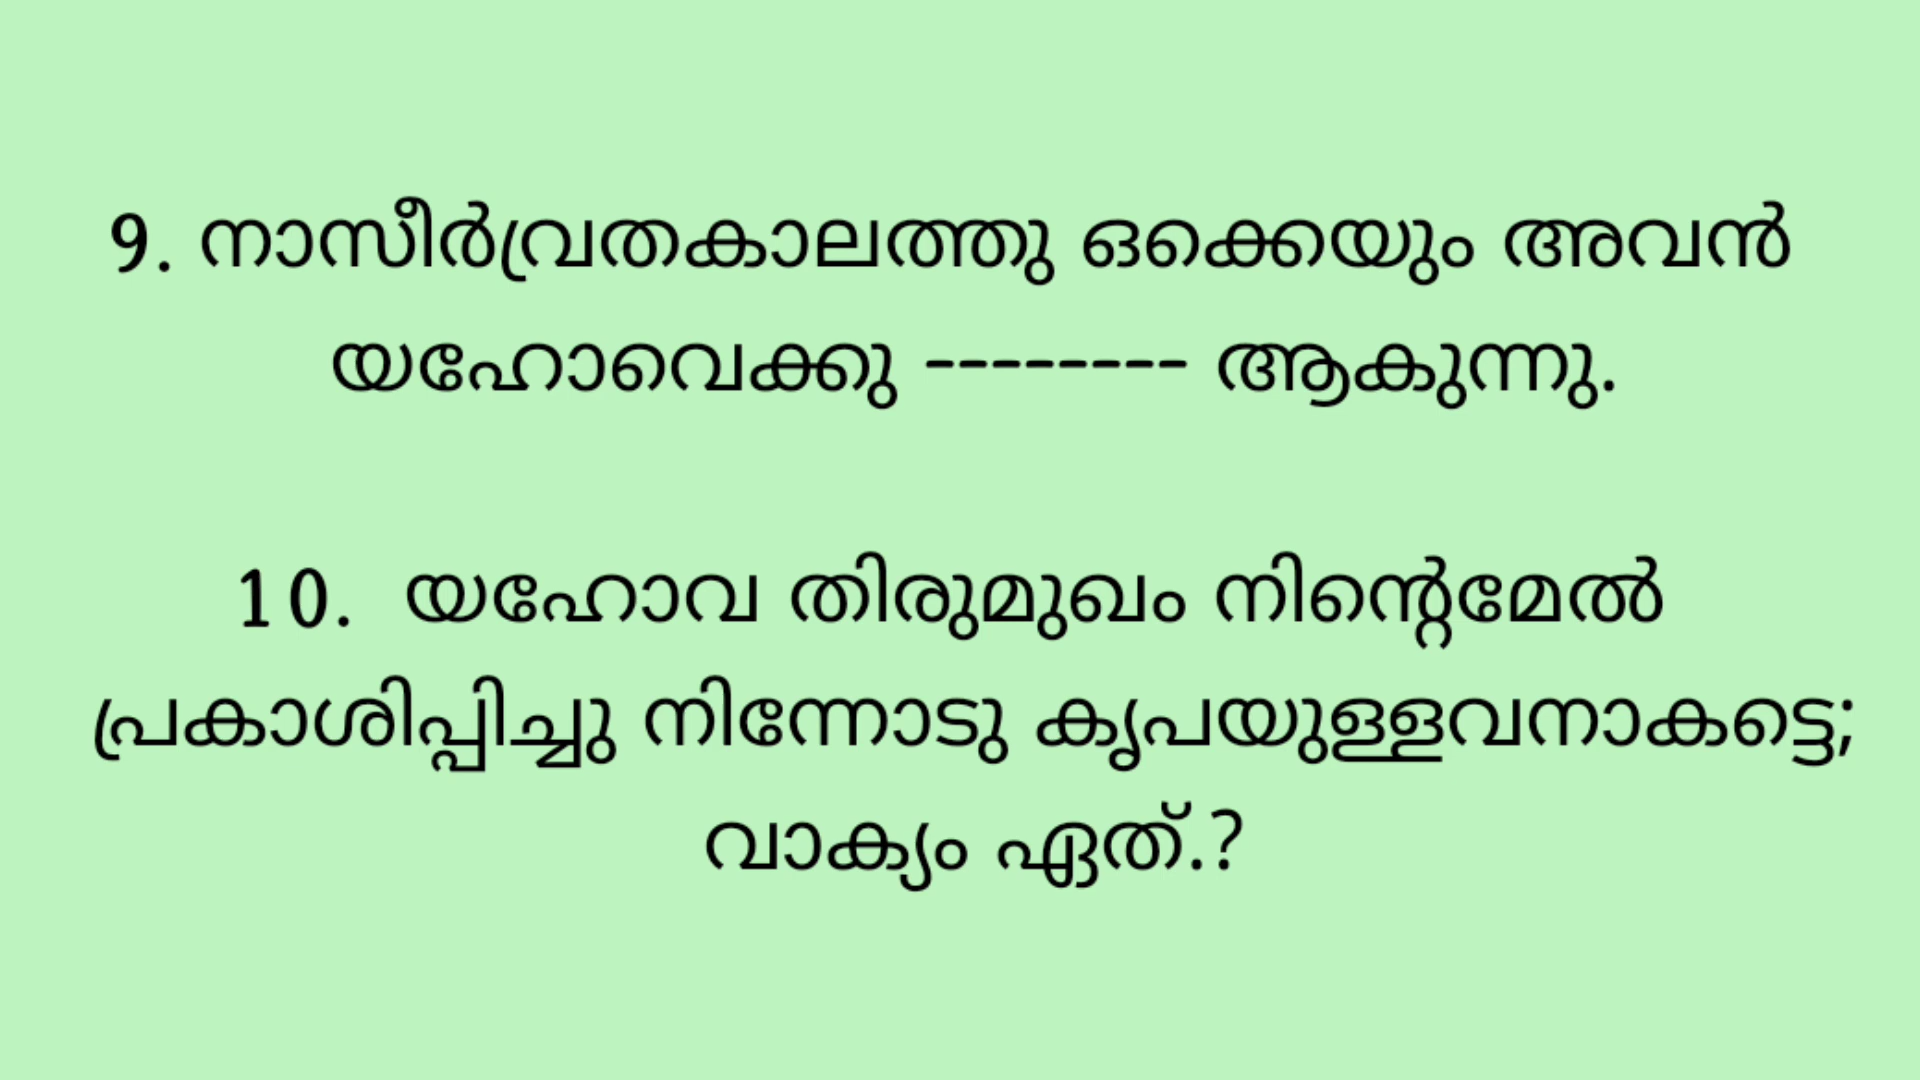 9. നാസീർവ്രതകാലത്തു ഒക്കെയും അവൻ
യഹോവെക്കു -------- ആകുന്നു.
10. യഹോവ തിരുമുഖം നിന്റെമേൽ
പ്രകാശിപ്പിച്ചു നിന്നോടു കൃപയുള്ളവനാകട്ടെ;
വാക്യം ഏത്.?